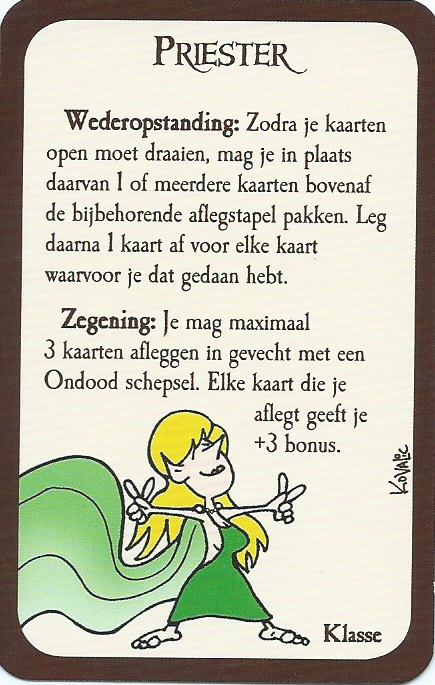 PRIESTER
Wederopstanding: Zodra je kaarten
open moet draaien, mag je in plaats
daarvan 1 of meerdere kaarten bovenaf
de bijbehorende aflegstapel pakken. Leg
daarna 1 kaart af voor elke kaart
waarvoor je dat gedaan hebt.
Zegening: Je mag maximaal
3 kaarten afleggen in gevecht met een
Ondood schepsel. Elke kaart die je
aflegt geeft je
+3 bonus.
KOVALIC
Klasse